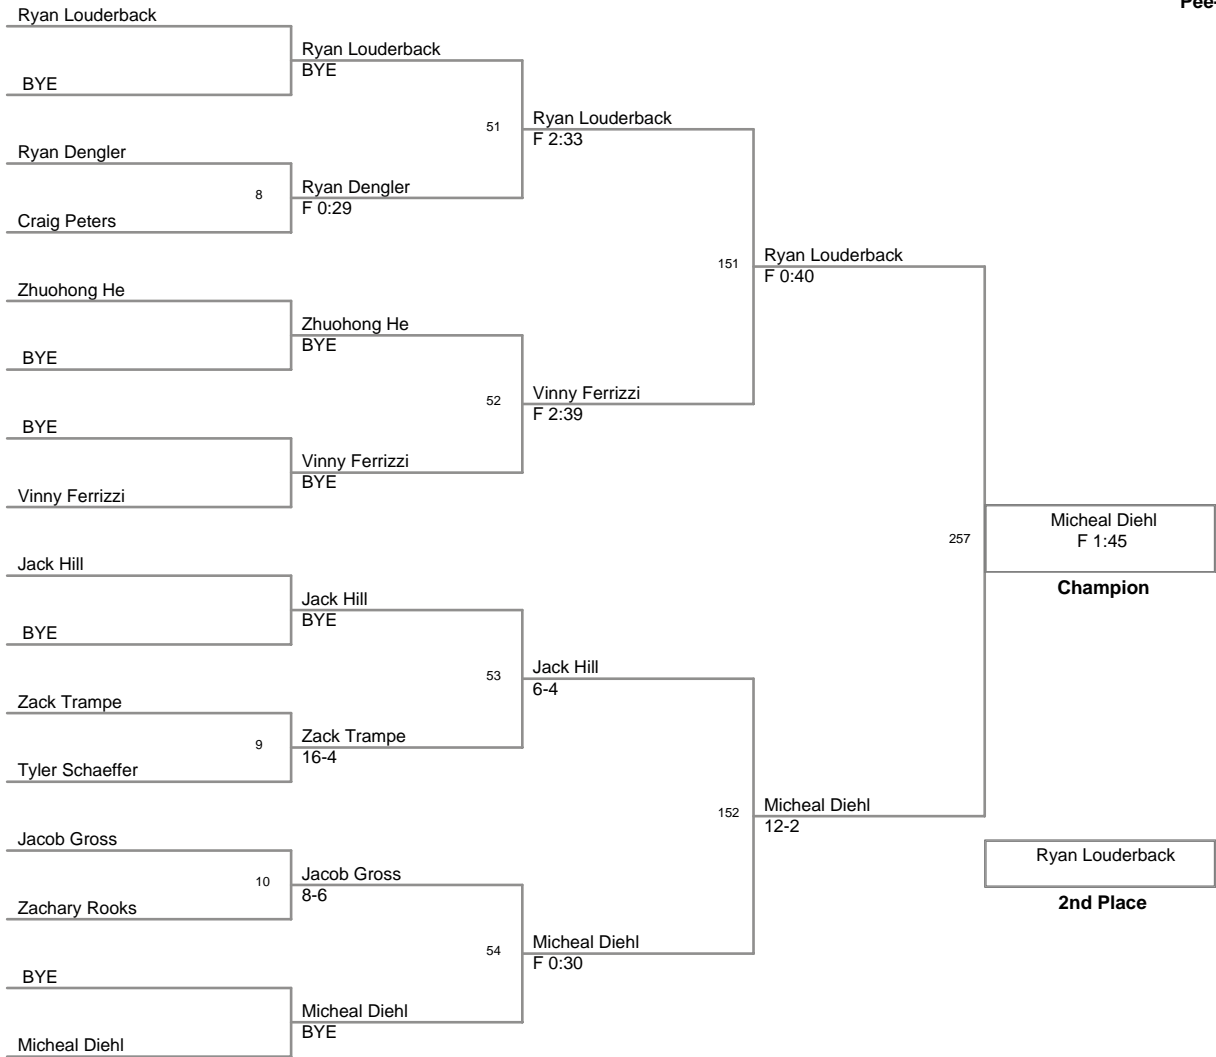 Pee-
Ryan Louderback
Ryan Louderback
BYE
BYE
51
Ryan Louderback
F 2:33
Ryan Dengler
8
Ryan Dengler
F 0:29
Craig Peters
151
Ryan Louderback
F 0:40
Zhuohong He
Zhuohong He
BYE
BYE
52
Vinny Ferrizzi
F 2:39
BYE
Vinny Ferrizzi
BYE
Vinny Ferrizzi
257
Micheal Diehl
F 1:45
Champion
Jack Hill
Jack Hill
BYE
BYE
53
Jack Hill
6-4
Zack Trampe
9
Zack Trampe
16-4
Tyler Schaeffer
152
Micheal Diehl
12-2
Jacob Gross
10
Jacob Gross
8-6
Zachary Rooks
54
Micheal Diehl
F 0:30
BYE
Micheal Diehl
BYE
Micheal Diehl
Ryan Louderback
2nd Place